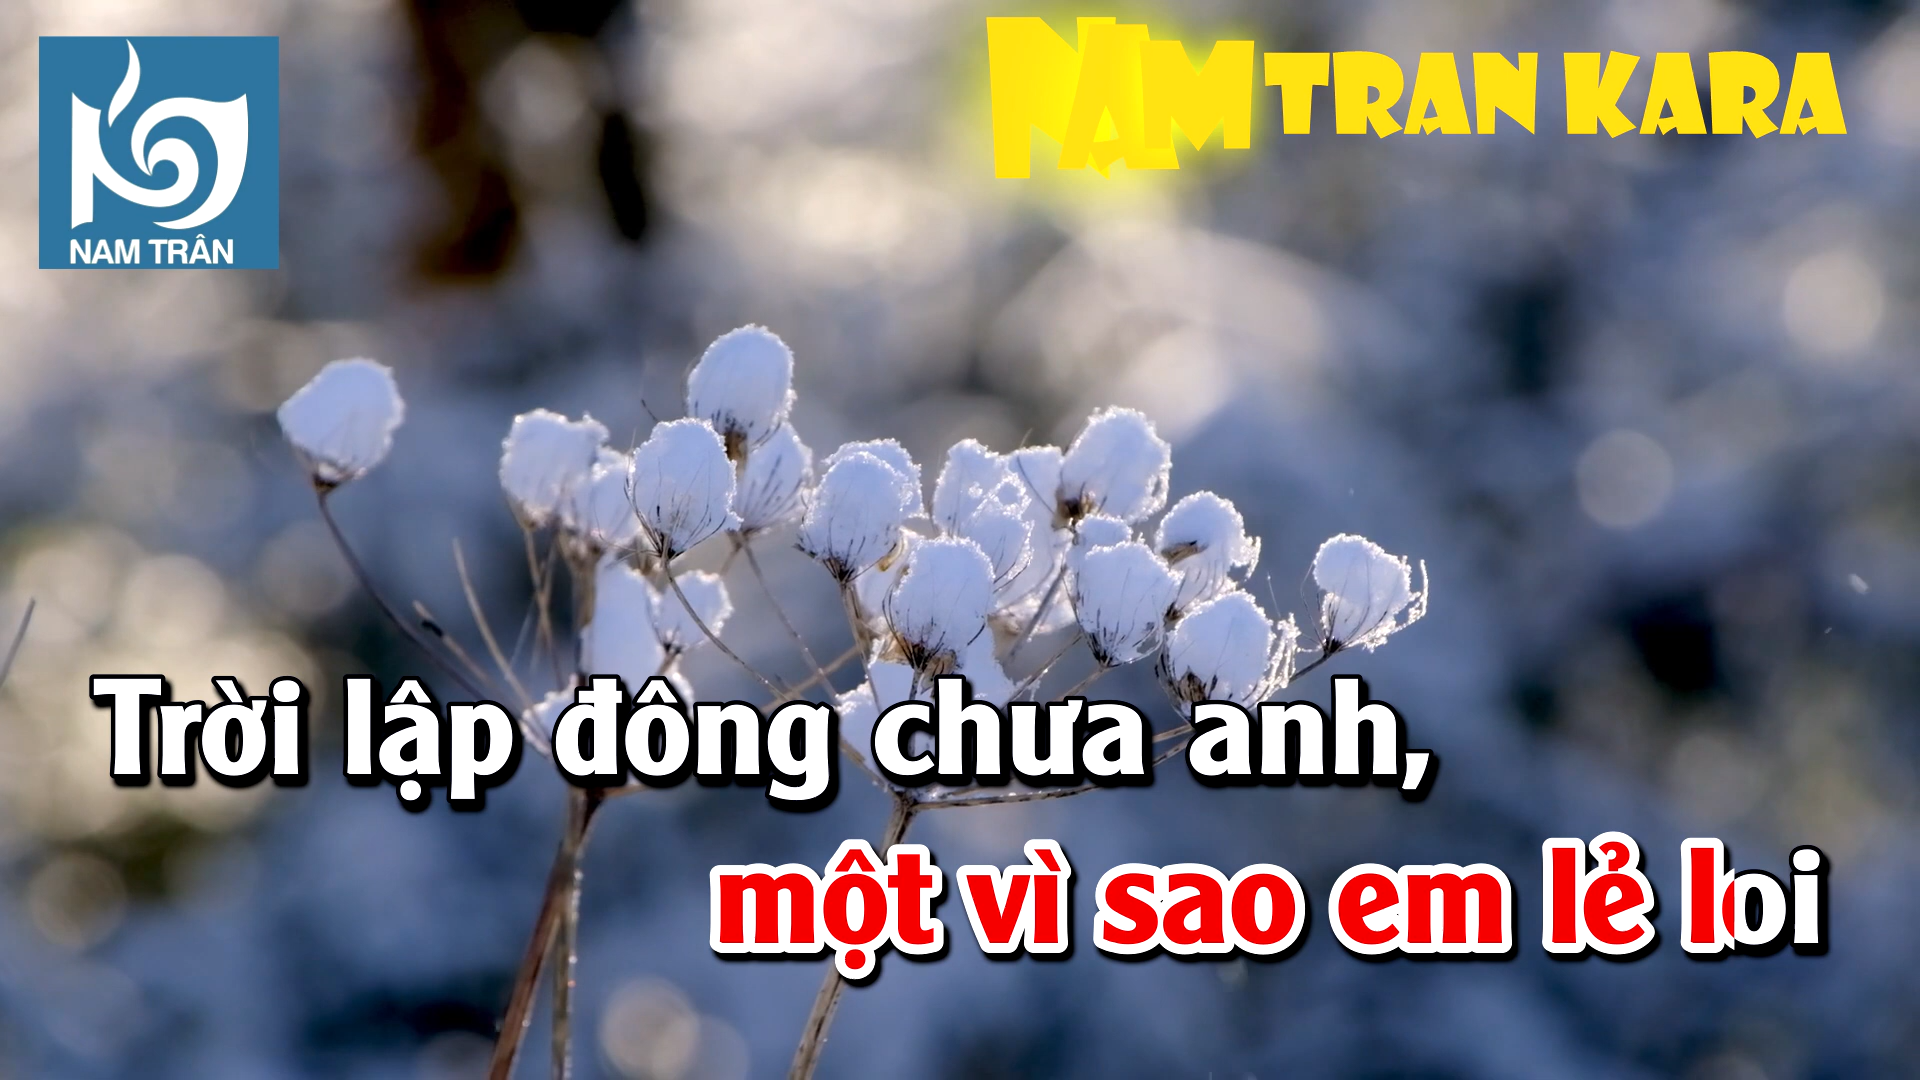 NAM TRAN KARA
NAM TRÂN
Trời lập đông chưa anh,
một vì sao em lẻ loi